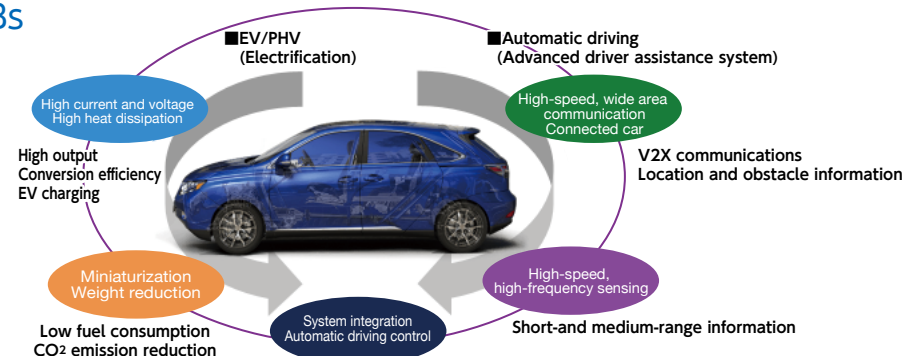 ■EV/PHV
(Electrification)
■Automatic driving
(Advanced driver assistance system)
High current and voltage
High heat dissipation
High-speed, wide area
communication
Connected car
High output
Conversion efficiency
EV charging
V2X communications
Location and obstacle information
Miniaturization
Weight reduction
High-speed,
high-frequency sensing
Low fuel consumption
CO2 emission reduction
System integration
Automatic driving control
Short-and medium-range information